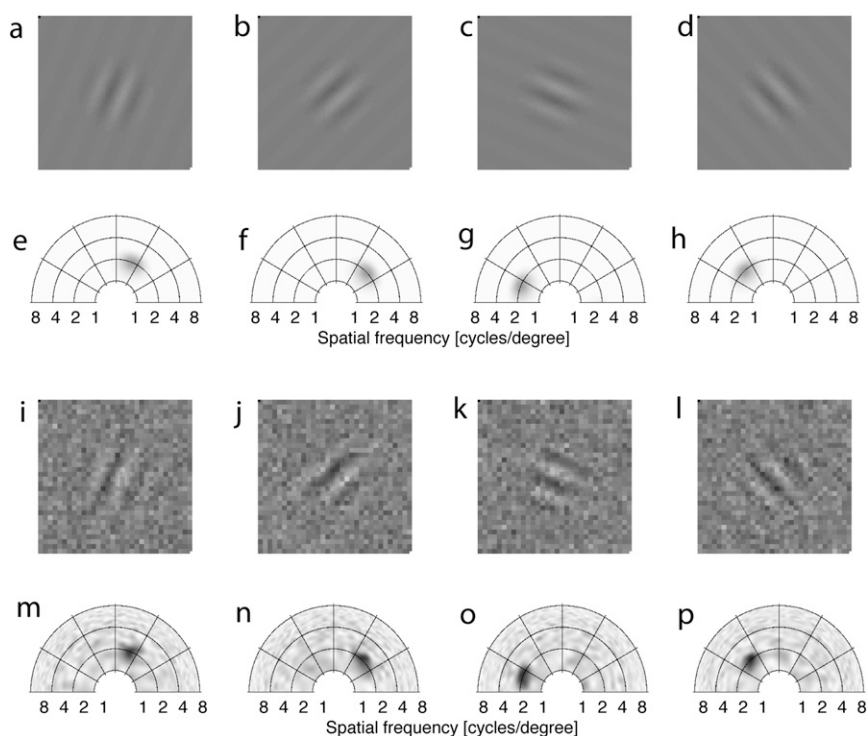 a b c d
e f g h
8 4 2 1 1 2 4 8 8 4 2 1 1 2 4 8 8 4 2 1 1 2 4 8 8 4 2 1 1 2 4 8
Spatial frequency [cycles/degree]
i j k l
m n o p
8 4 2 1 1 2 4 8 8 4 2 1 1 2 4 8 8 4 2 1 1 2 4 8 8 4 2 1 1 2 4 8
Spatial frequency [cycles/degree]